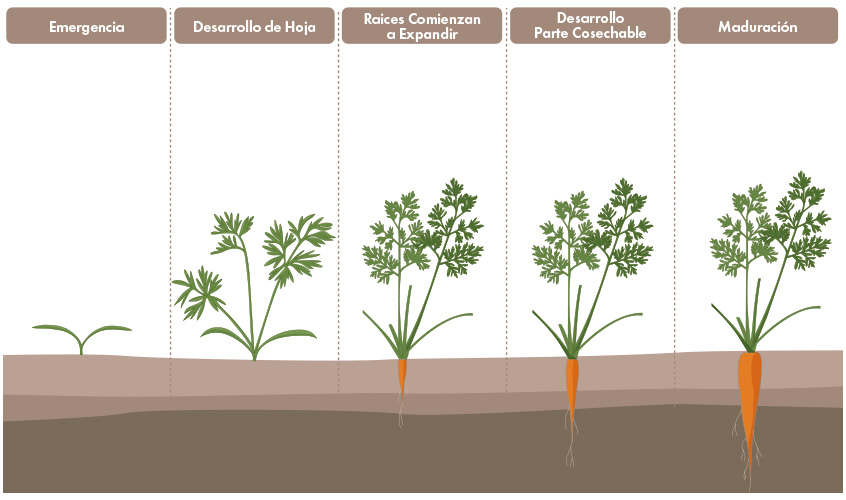 Emergencia
Desarrollo de Hoja
Raices Comienzan
a Expandir
Desarrollo
Parte Cosechable
Maduración